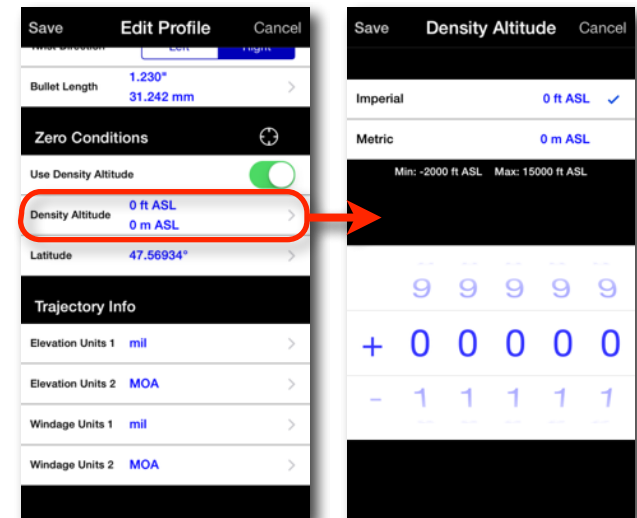 Save Edit Profile Cancel
Twist Direction Left Right
Bullet Length 1.230"
31.242 mm
Zero Conditions
Use Density Altitude
Density Altitude 0 ft ASL
0 m ASL
Latitude 47.56934°
Trajectory Info
Elevation Units 1 mil
Elevation Units 2 MOA
Windage Units 1 mil
Windage Units 2 MOA
Save Density Altitude Cancel
Imperial 0 ft ASL ✓
Metric 0 m ASL
Min: -2000 ft ASL Max: 15000 ft ASL
9 9 9 9 9
+ 0 0 0 0 0
- 1 1 1 1 1